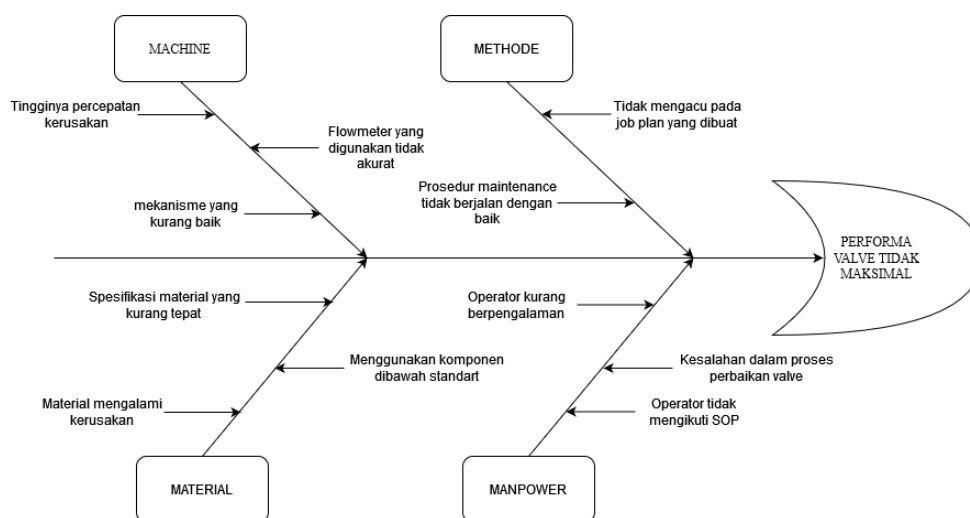 MACHINE
METHODE
Tingginya percepatan
kerusakan
Flowmeter yang
digunakan tidak
akurat
mekanisme yang
kurang baik
Tidak mengacu pada
job plan yang dibuat
Prosedur maintenance
tidak berjalan dengan
baik
PERFORMA
VALVE TIDAK
MAKSIMAL
Spesifikasi material yang
kurang tepat
Menggunakan komponen
dibawah standart
Material mengalami
kerusakan
Operator kurang
berpengalaman
Kesalahan dalam proses
perbaikan valve
Operator tidak
mengikuti SOP
MATERIAL
MANPOWER